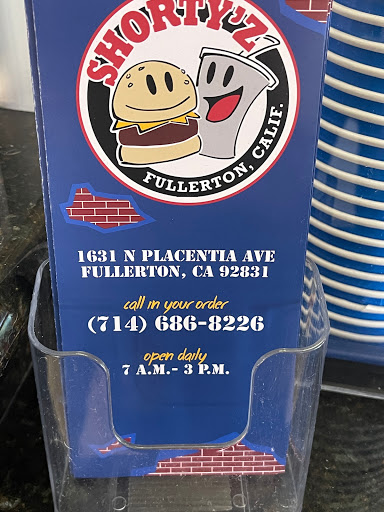 SHORTY'Z
FULLERTON, CALIF.
1631 N PLACENTIA AVE
FULLERTON, CA 92831
call in your order
(714) 686-8226
open daily
7 A.M.- 3 P.M.